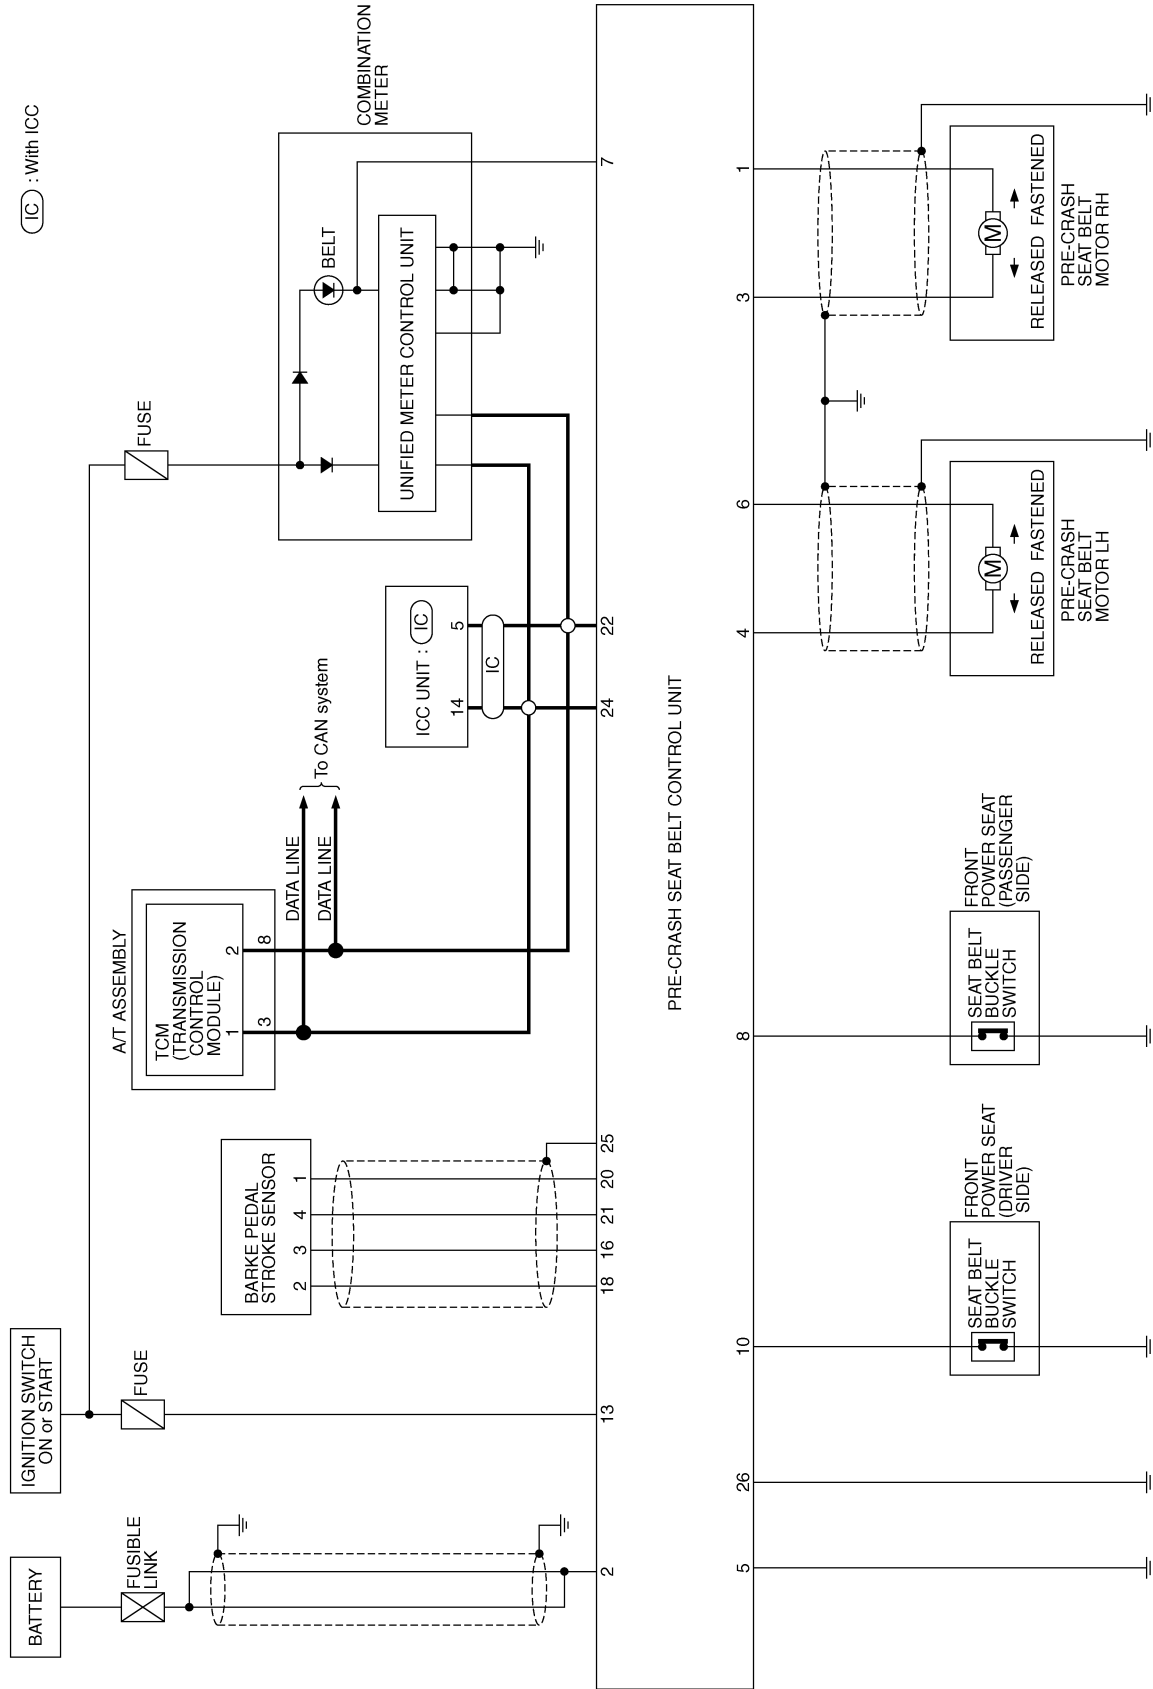 IC : With ICC
BATTERY
FUSIBLE
LINK
IGNITION SWITCH
ON or START
FUSE
BARKE PEDAL
STROKE SENSOR
2 3 4 1
A/T ASSEMBLY
TCM
(TRANSMISSION
CONTROL
MODULE)
1 2
3 8
DATA LINE
DATA LINE
To CAN system
ICC UNIT : IC
14 5
IC
FUSE
COMBINATION
METER
BELT
UNIFIED METER CONTROL UNIT
2 13 18 16 21 20 25 24 22 7
PRE-CRASH SEAT BELT CONTROL UNIT
5 26 10 8 4 6 3 1
SEAT BELT
BUCKLE
SWITCH
FRONT
POWER SEAT
(DRIVER
SIDE)
SEAT BELT
BUCKLE
SWITCH
FRONT
POWER SEAT
(PASSENGER
SIDE)
M
RELEASED FASTENED
PRE-CRASH
SEAT BELT
MOTOR LH
M
RELEASED FASTENED
PRE-CRASH
SEAT BELT
MOTOR RH